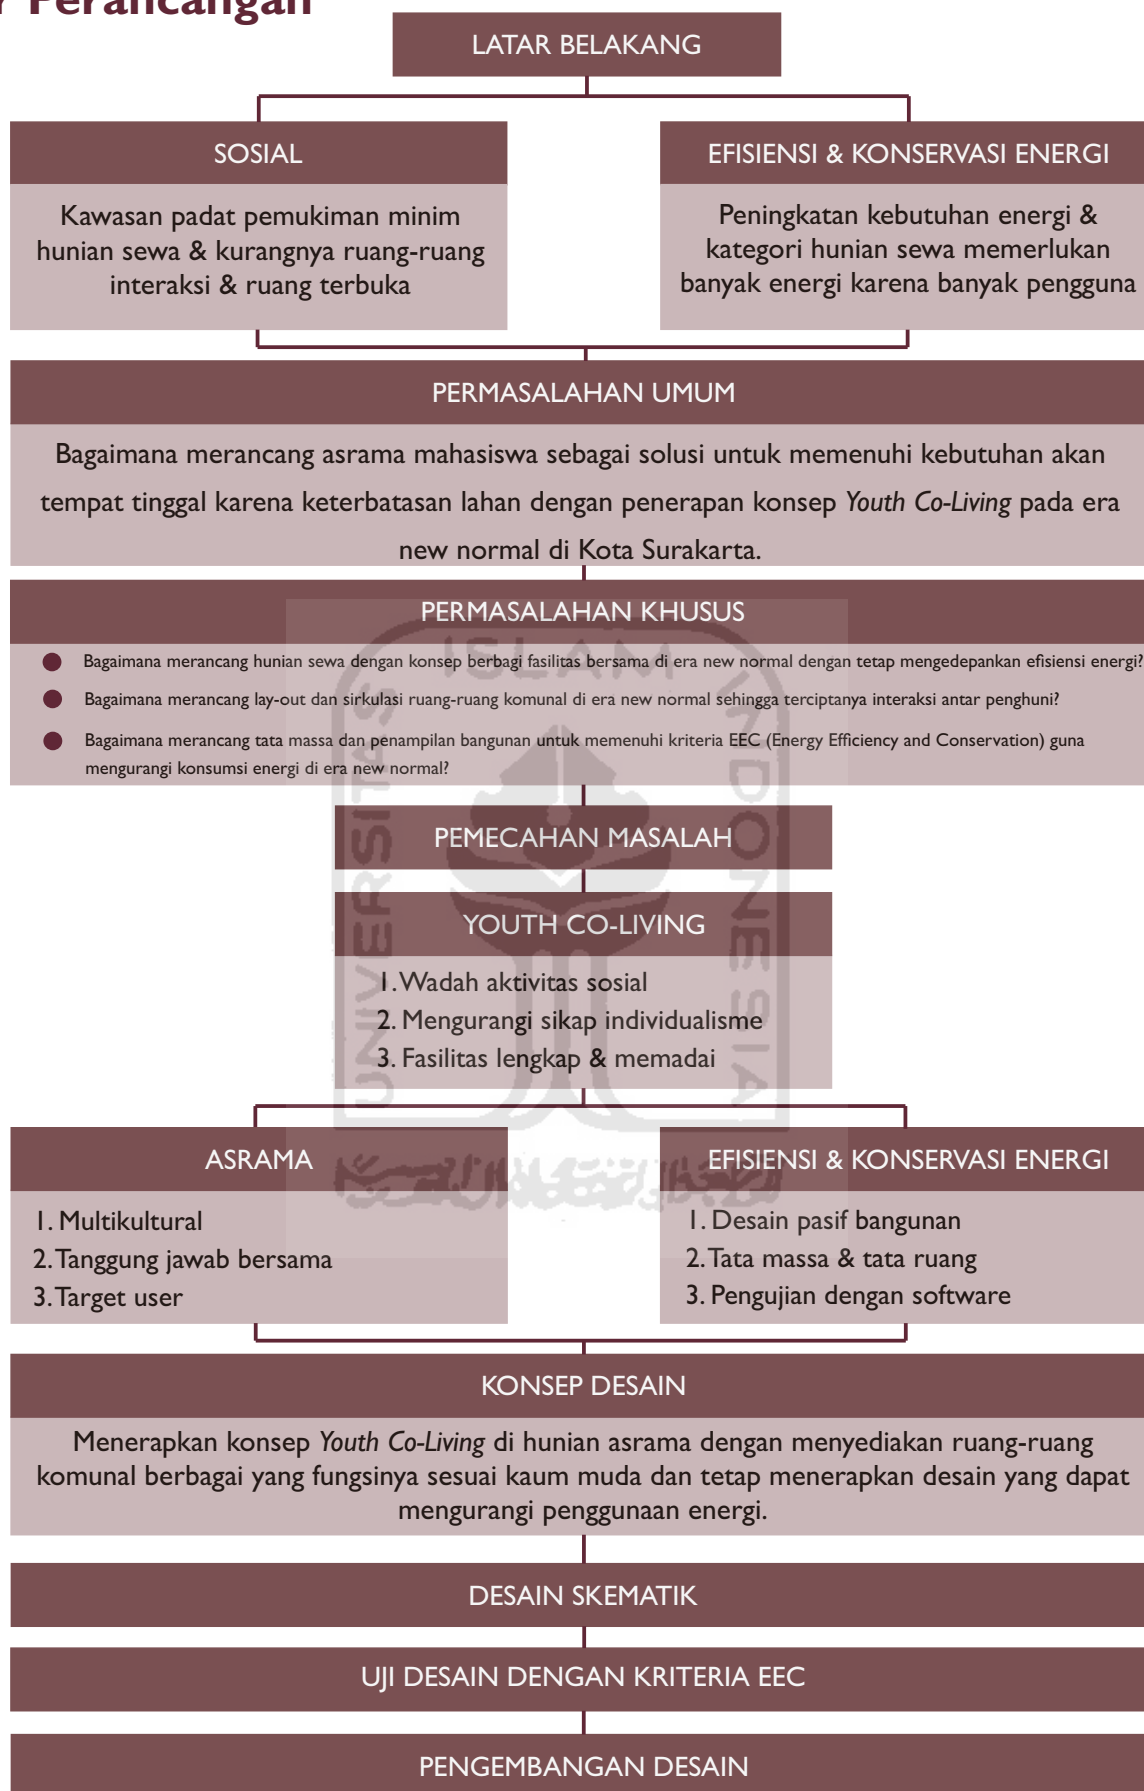 Perancangan
LATAR BELAKANG
SOSIAL
Kawasan padat pemukiman minim
hunian sewa & kurangnya ruang-ruang
interaksi & ruang terbuka
EFISIENSI & KONSERVASI ENERGI
Peningkatan kebutuhan energi &
kategori hunian sewa memerlukan
banyak energi karena banyak pengguna
PERMASALAHAN UMUM
Bagaimana merancang asrama mahasiswa sebagai solusi untuk memenuhi kebutuhan akan
tempat tinggal karena keterbatasan lahan dengan penerapan konsep Youth Co-Living pada era
new normal di Kota Surakarta.
PERMASALAHAN KHUSUS
● Bagaimana merancang hunian sewa dengan konsep berbagi fasilitas bersama di era new normal dengan tetap mengedepankan efisiensi energi?
● Bagaimana merancang lay-out dan sirkulasi ruang-ruang komunal di era new normal sehingga terciptanya interaksi antar penghuni?
● Bagaimana merancang tata massa dan penampilan bangunan untuk memenuhi kriteria EEC (Energy Efficiency and Conservation) guna
mengurangi konsumsi energi di era new normal?
PEMECAHAN MASALAH
YOUTH CO-LIVING
1. Wadah aktivitas sosial
2. Mengurangi sikap individualisme
3. Fasilitas lengkap & memadai
ASRAMA
1. Multikultural
2. Tanggung jawab bersama
3. Target user
EFISIENSI & KONSERVASI ENERGI
1. Desain pasif bangunan
2. Tata massa & tata ruang
3. Pengujian dengan software
KONSEP DESAIN
Menerapkan konsep Youth Co-Living di hunian asrama dengan menyediakan ruang-ruang
komunal berbagai yang fungsinya sesuai kaum muda dan tetap menerapkan desain yang dapat
mengurangi penggunaan energi.
DESAIN SKEMATIK
UJI DESAIN DENGAN KRITERIA EEC
PENGEMBANGAN DESAIN
UNIVERSITAS
ISLAM
INDONESIA